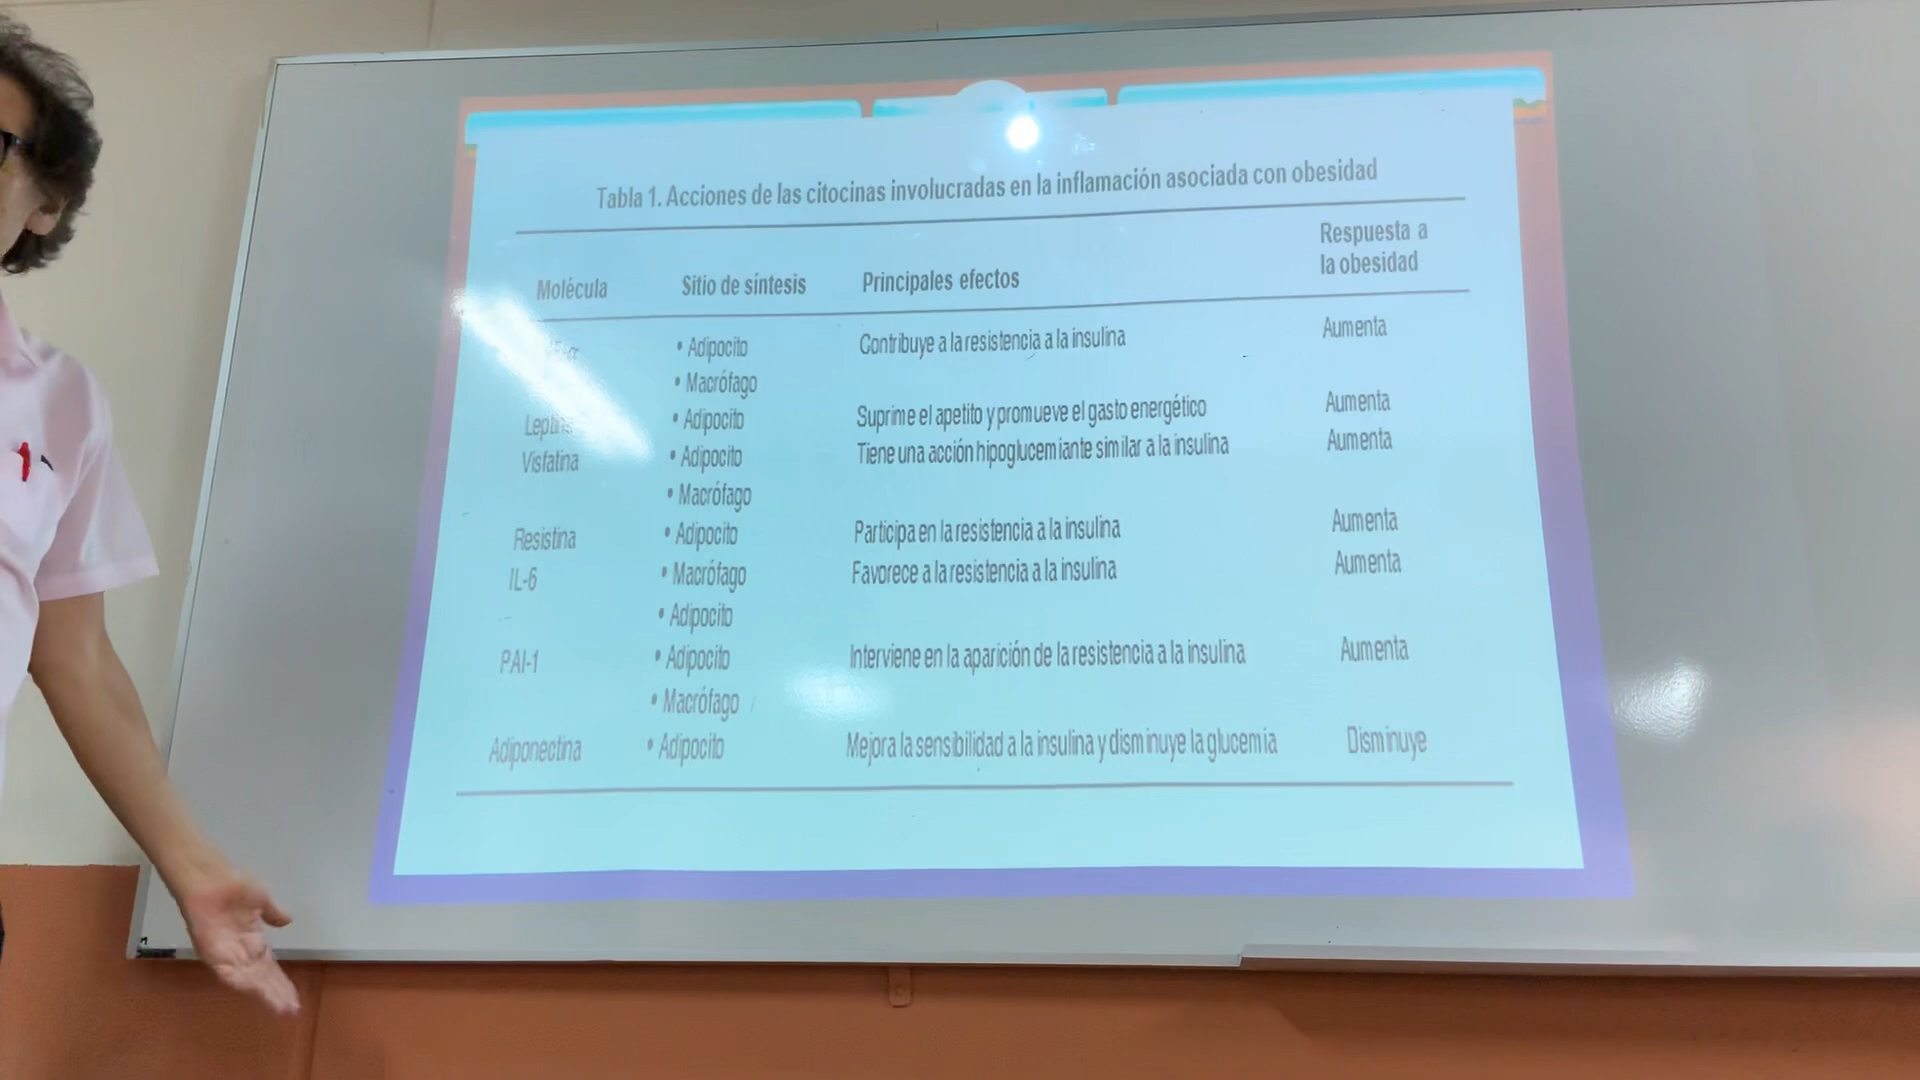 Tabla 1. Acciones de las citocinas involucradas en la inflamación asociada con obesidad
Molécula Sitio de síntesis Principales efectos Respuesta a la obesidad
• Adipocito Contribuye a la resistencia a la insulina Aumenta
• Macrófago
• Adipocito Suprime el apetito y promueve el gasto energético Aumenta
Visfatina • Adipocito Tiene una acción hipoglucemiante similar a la insulina Aumenta
• Macrófago
Resistina • Adipocito Participa en la resistencia a la insulina Aumenta
IL-6 • Macrófago Favorece a la resistencia a la insulina Aumenta
• Adipocito
PAI-1 • Adipocito Interviene en la aparición de la resistencia a la insulina Aumenta
• Macrófago
Adiponectina • Adipocito Mejora la sensibilidad a la insulina y disminuye la glucemia Disminuye